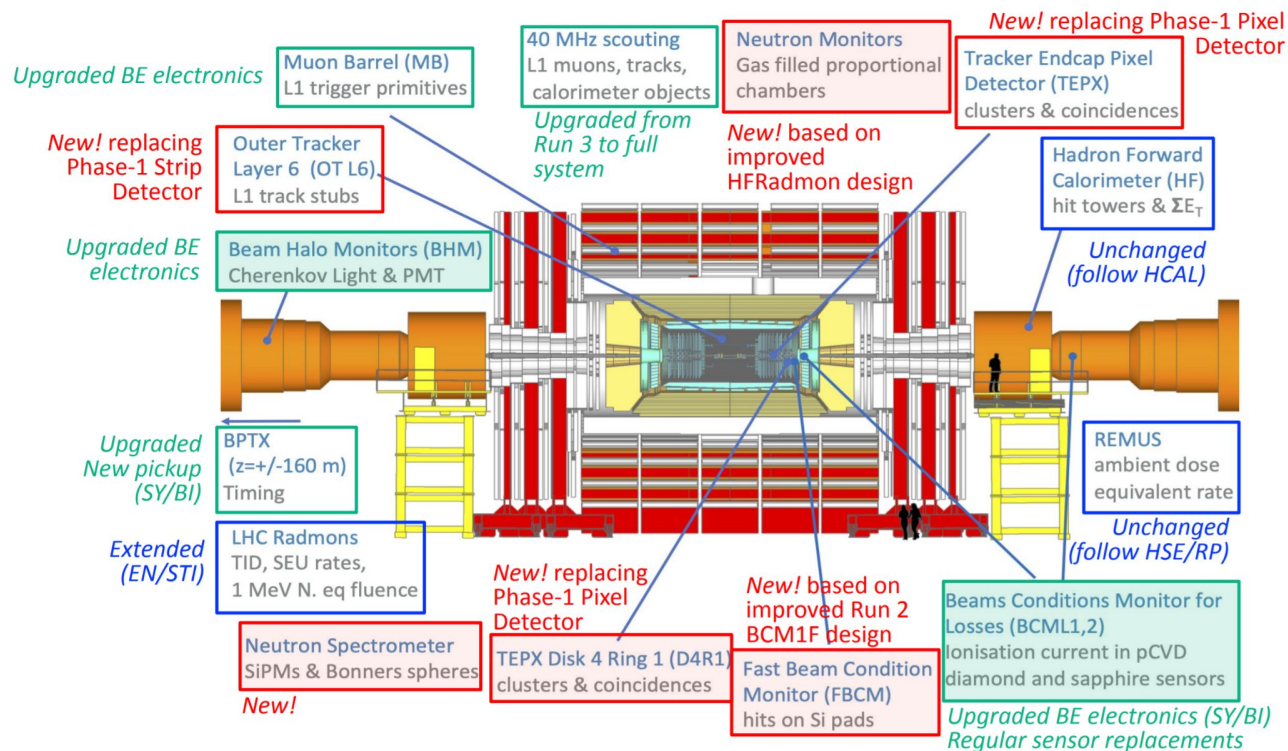 Upgraded BE electronics
Muon Barrel (MB)
L1 trigger primitives
40 MHz scouting
L1 muons, tracks,
calorimeter objects
Upgraded from
Run 3 to full
system
Neutron Monitors
Gas filled proportional
chambers
New! based on
improved
HFRadmon design
New! replacing Phase-1 Pixel
Detector
Tracker Endcap Pixel
Detector (TEPX)
clusters & coincidences
New! replacing
Phase-1 Strip
Detector
Outer Tracker
Layer 6 (OT L6)
L1 track stubs
Hadron Forward
Calorimeter (HF)
hit towers & ΣE_T
Unchanged
(follow HCAL)
Upgraded BE
electronics
Beam Halo Monitors (BHM)
Cherenkov Light & PMT
Upgraded
New pickup
(SY/BI)
BPTX
(z=+/-160 m)
Timing
REMUS
ambient dose
equivalent rate
Unchanged
(follow HSE/RP)
Extended
(EN/STI)
LHC Radmons
TID, SEU rates,
1 MeV N. eq fluence
Neutron Spectrometer
SiPMs & Bonners spheres
New!
New! replacing
Phase-1 Pixel
Detector
TEPX Disk 4 Ring 1 (D4R1)
clusters & coincidences
New! based on
improved Run 2
BCM1F design
Fast Beam Condition
Monitor (FBCM)
hits on Si pads
Beams Conditions Monitor for
Losses (BCML1,2)
Ionisation current in pCVD
diamond and sapphire sensors
Upgraded BE electronics (SY/BI)
Regular sensor replacements